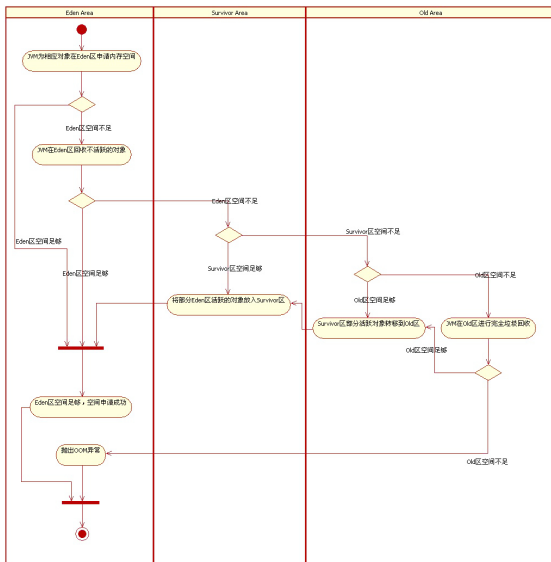 Eden Area
Survivor Area
Old Area
JVM为相应对象在Eden区申请内存空间
Eden区空间不足
JVM在Eden区回收不活跃的对象
Eden区空间不足
Survivor区空间不足
Eden区空间足够
Eden区空间足够
Survivor区空间足够
Old区空间不足
Old区空间足够
将部分Eden区活跃的对象放入Survivor区
Survivor区部分活跃对象转移到Old区
JVM在Old区进行完全垃圾回收
Old区空间足够
Eden区空间足够，空间申请成功
抛出OOM异常
Old区空间不足